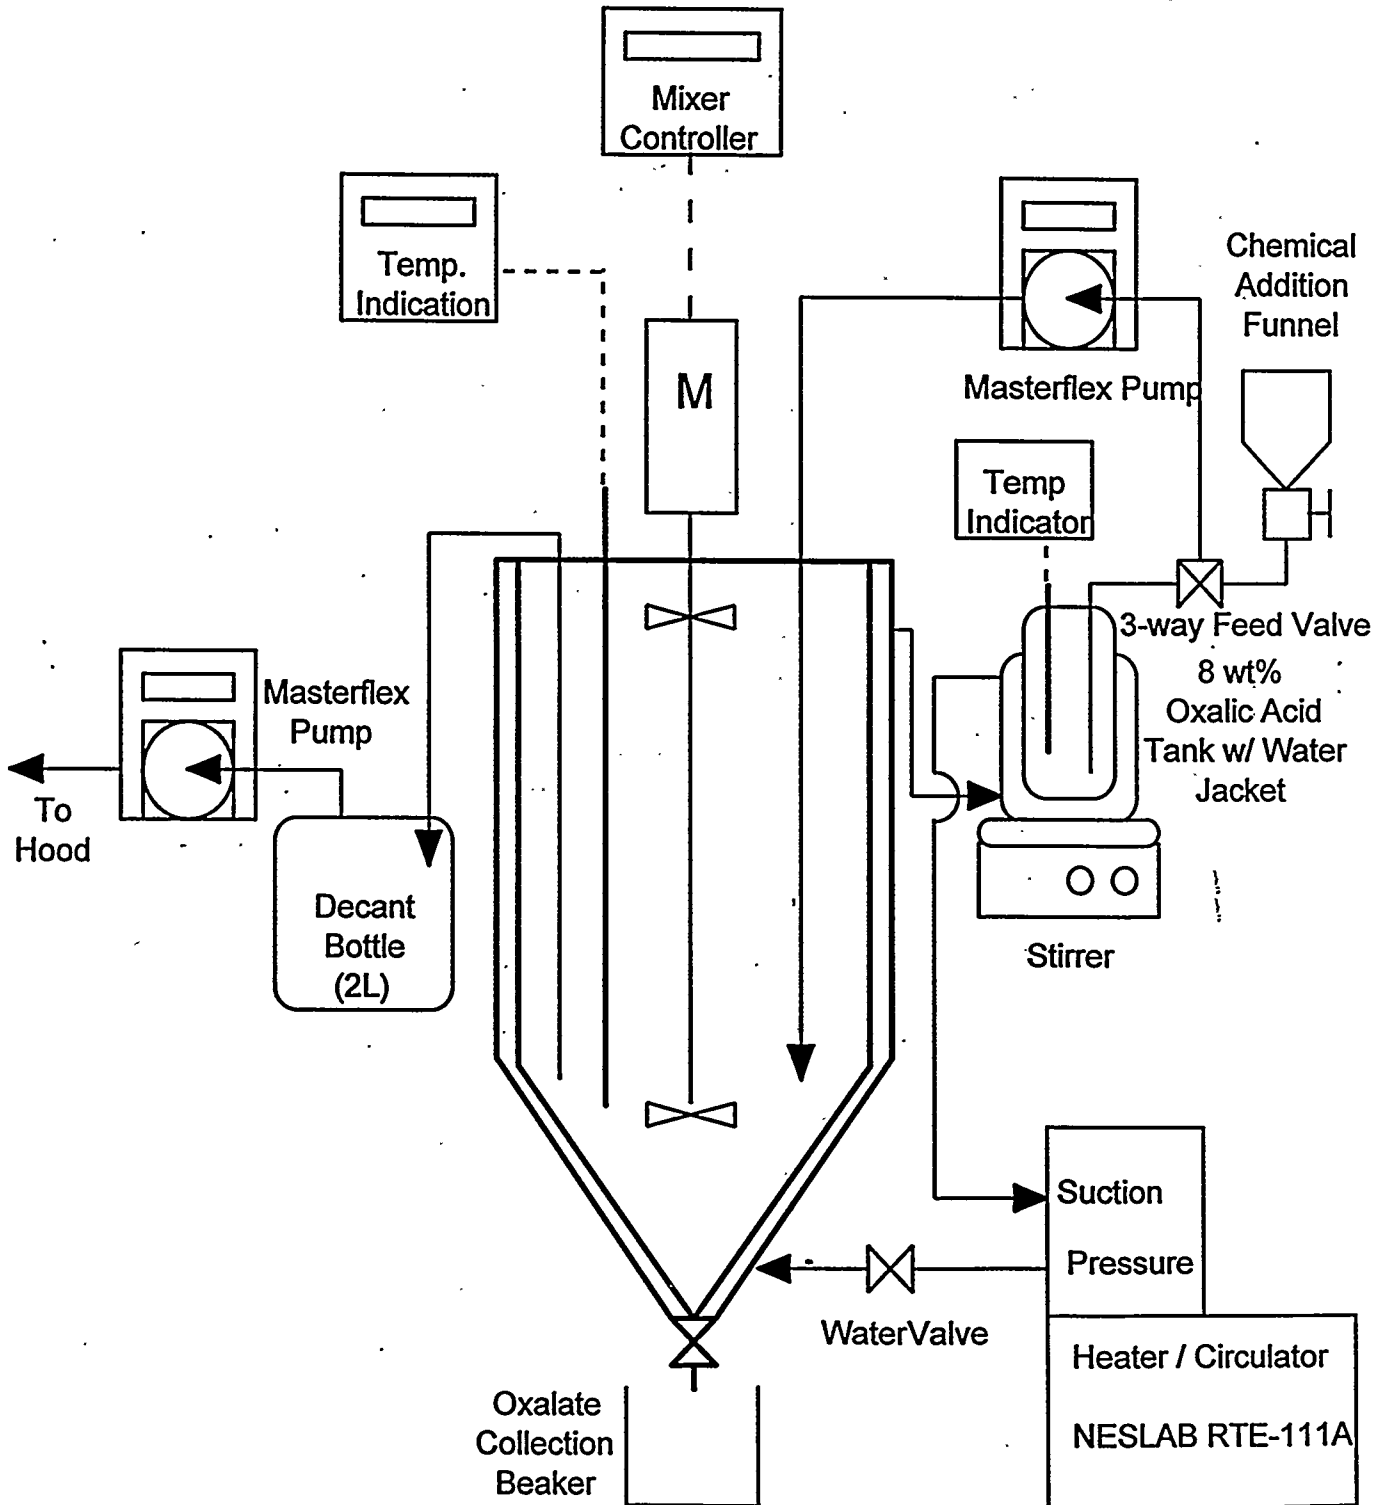 Mixer
Controller
Temp.
Indication
Chemical
Addition
Funnel
M
Masterflex Pump
Temp
Indicator
3-way Feed Valve
8 wt%
Oxalic Acid
Tank w/ Water
Jacket
Masterflex
Pump
To
Hood
Decant
Bottle
(2L)
Stirrer
Suction
Pressure
WaterValve
Heater / Circulator
NESLAB RTE-111A
Oxalate
Collection
Beaker